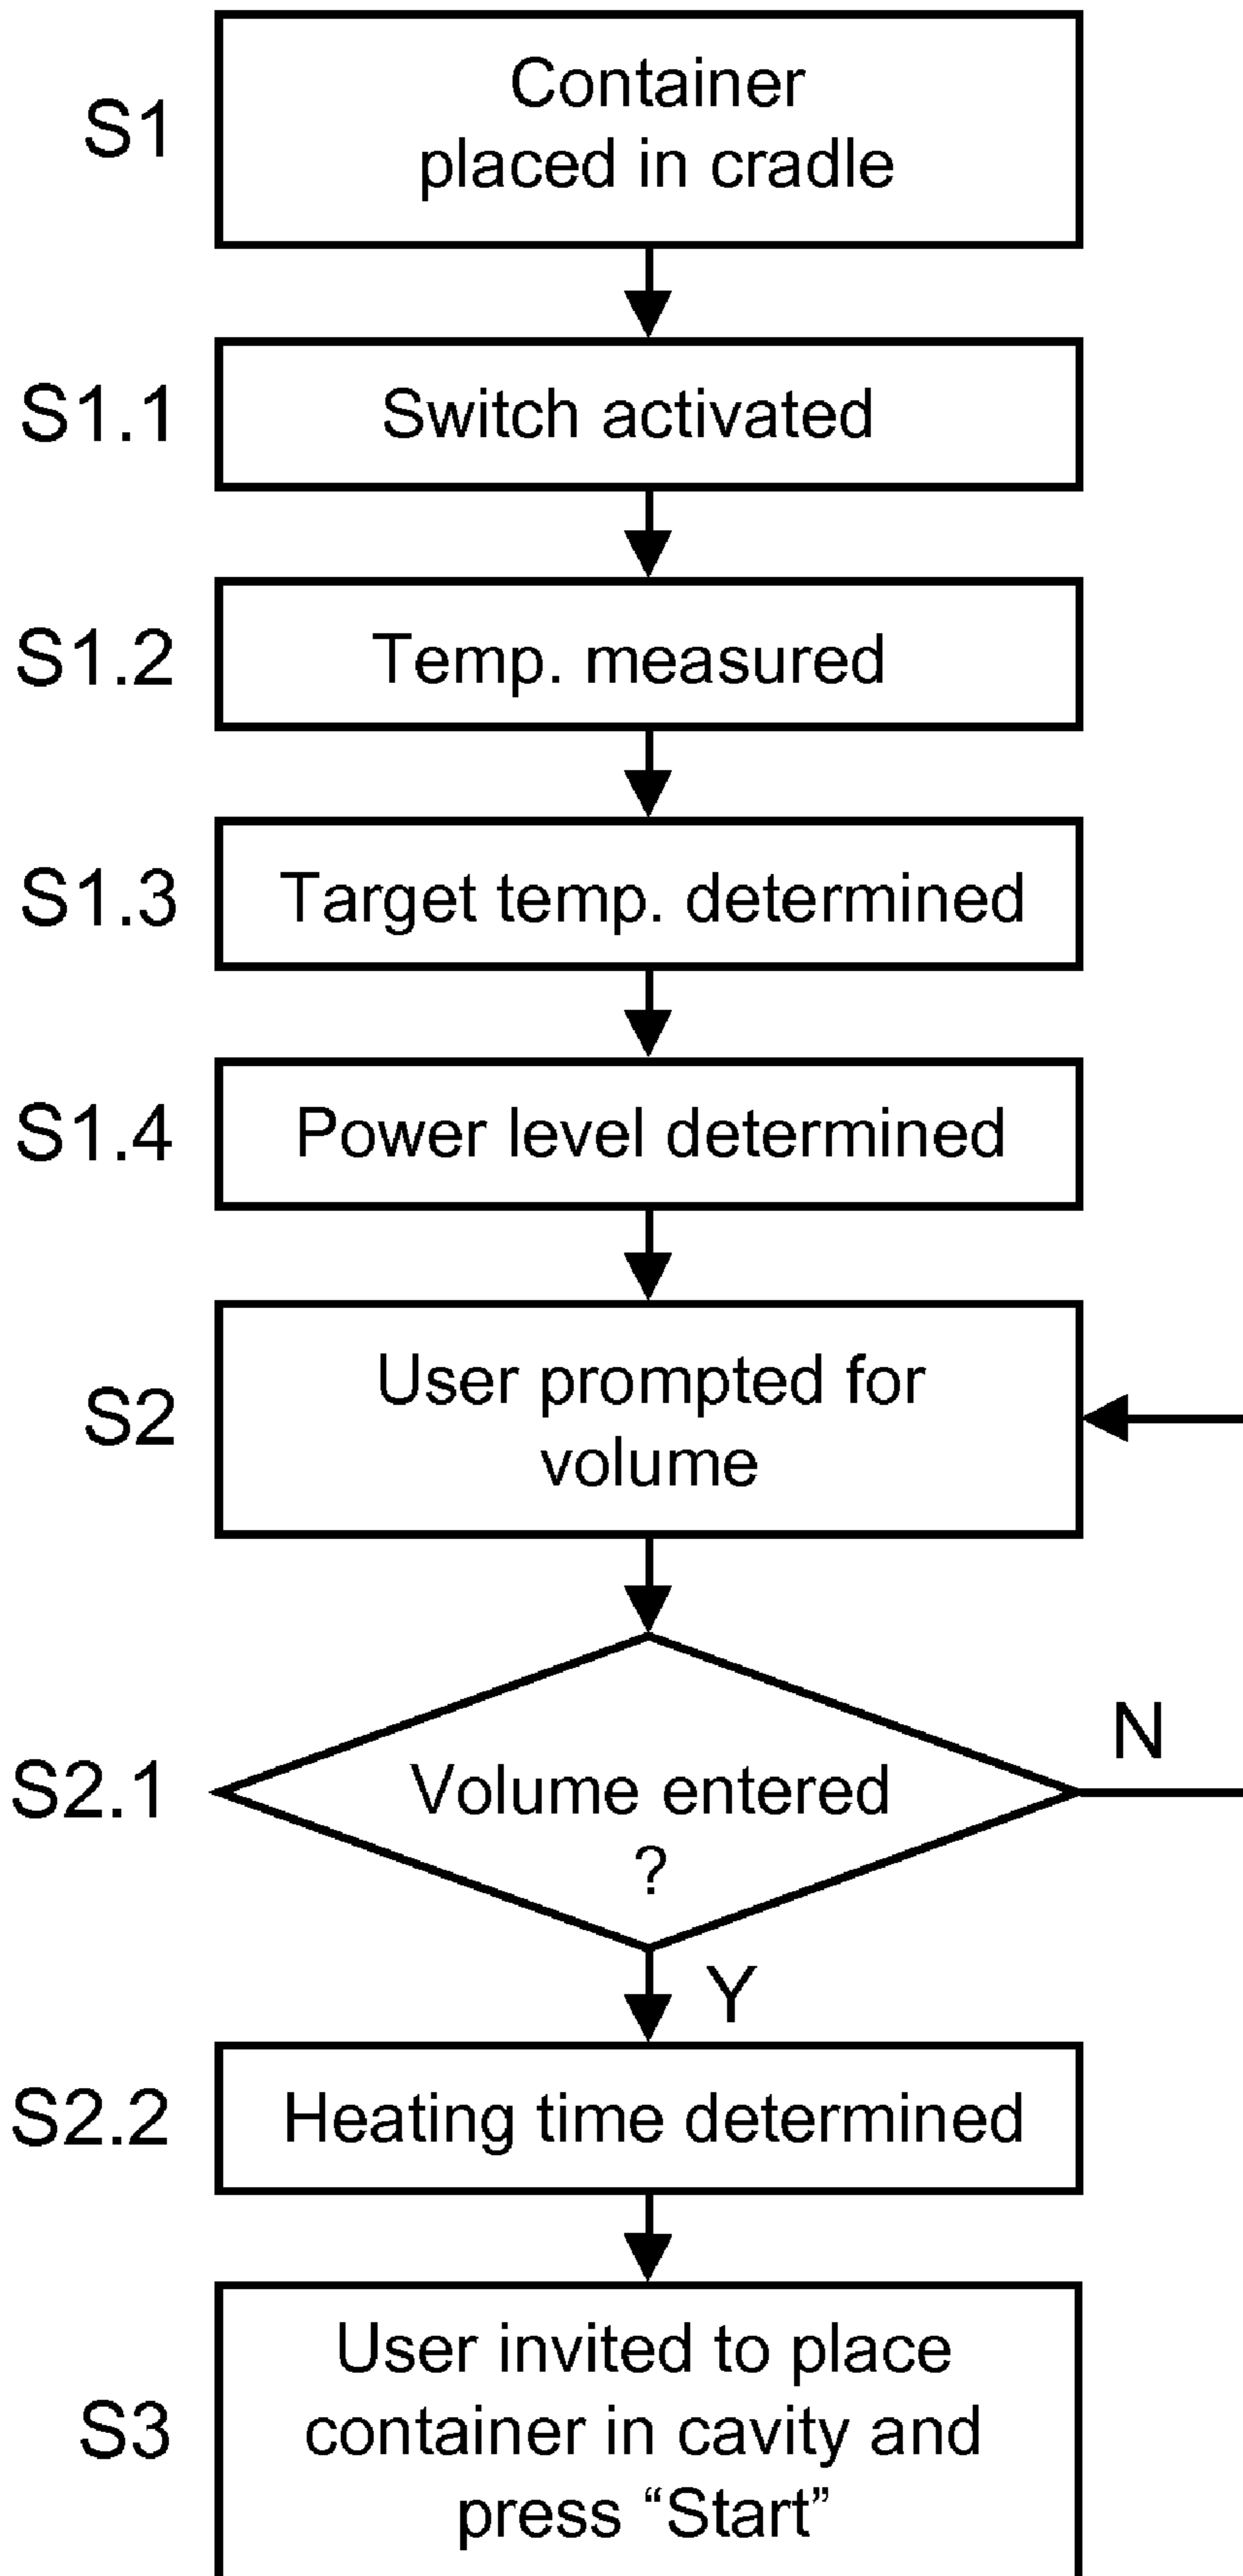 S1
Container
placed in cradle
S1.1
Switch activated
S1.2
Temp. measured
S1.3
Target temp. determined
S1.4
Power level determined
S2
User prompted for
volume
S2.1
Volume entered
?
N
Y
S2.2
Heating time determined
S3
User invited to place
container in cavity and
press “Start”